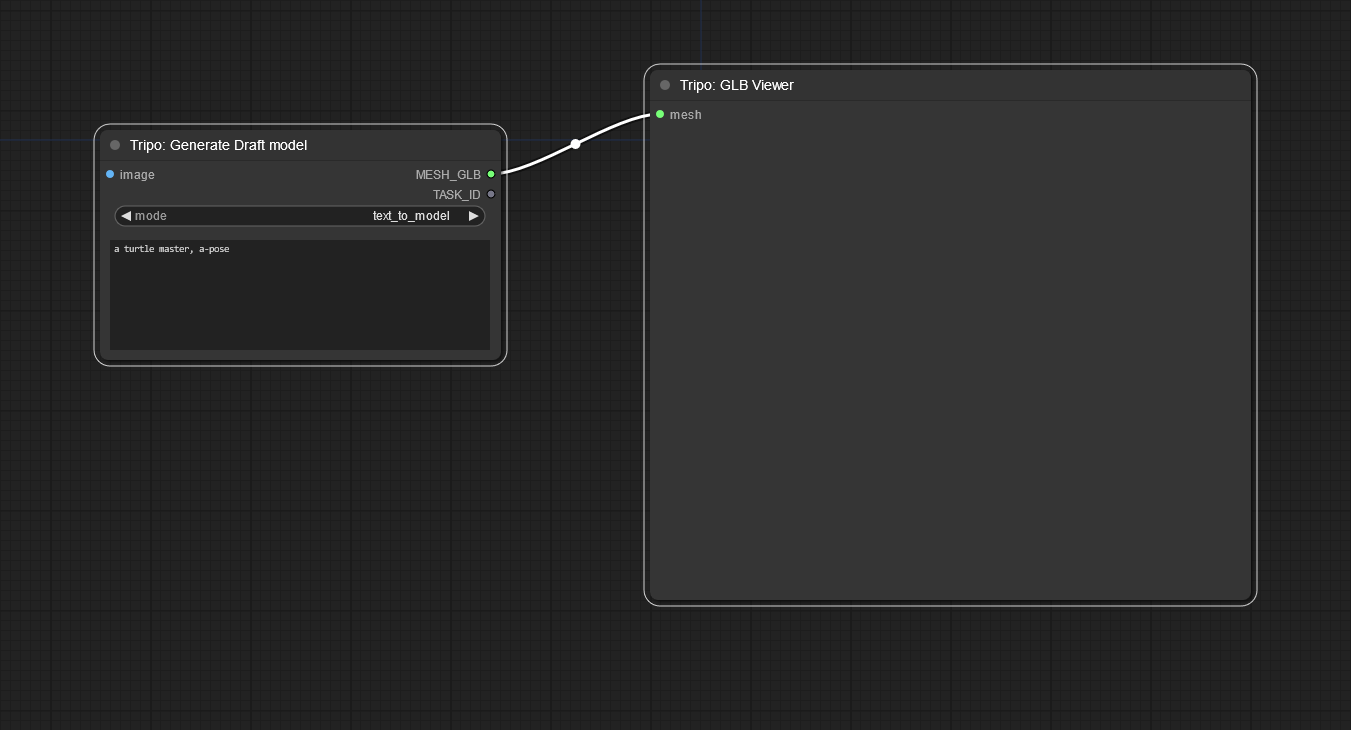 Tripo: Generate Draft model
image
MESH_GLB
TASK_ID
mode text_to_model
a turtle master, a-pose
Tripo: GLB Viewer
mesh